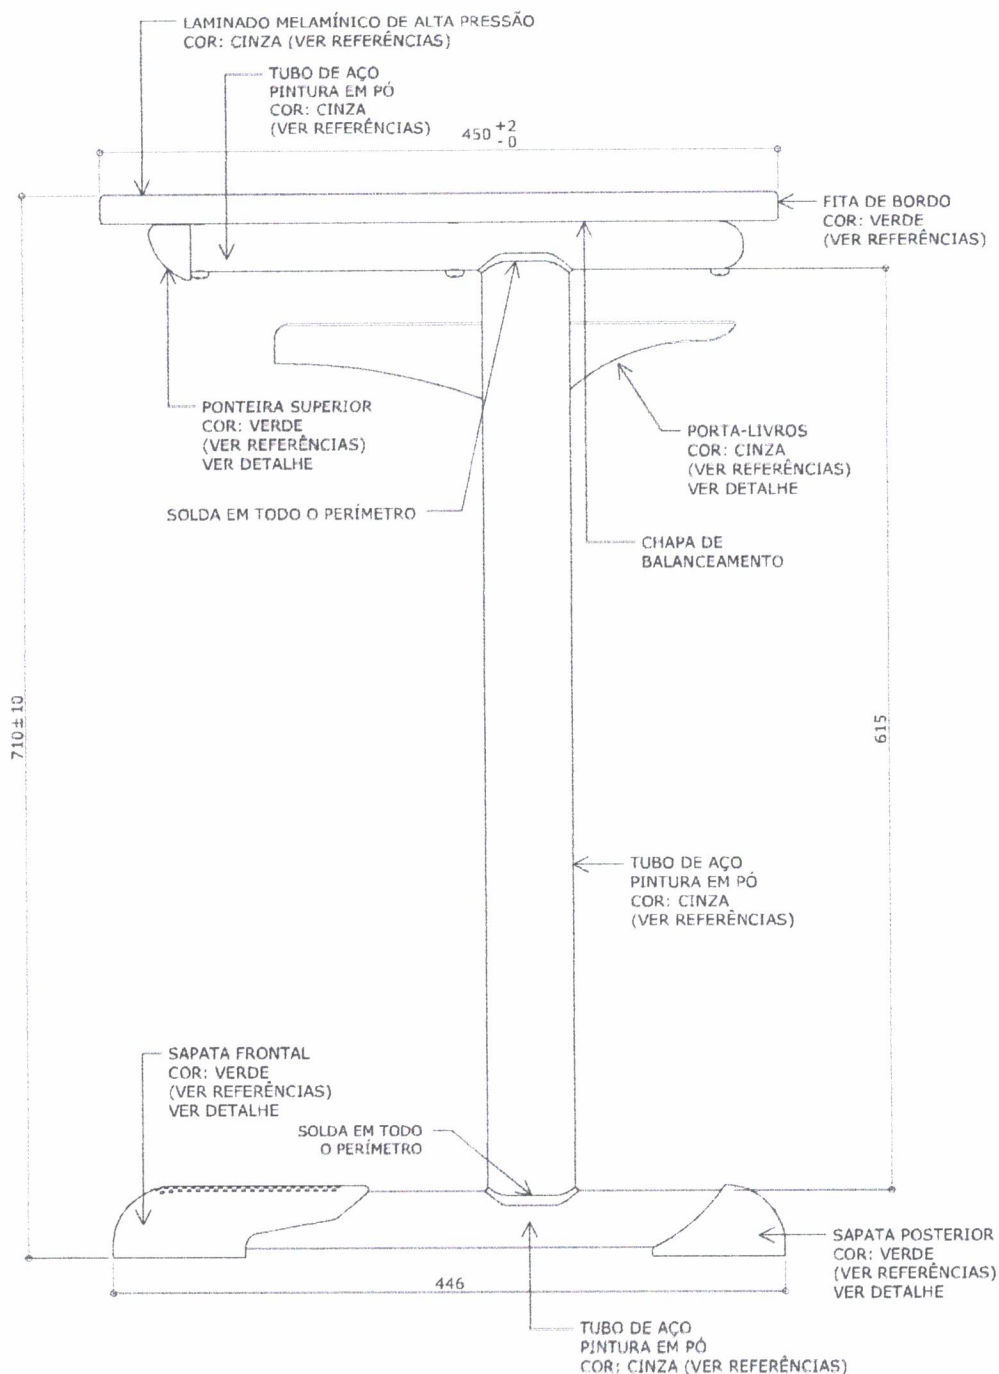 LAMINADO MELAMÍNICO DE ALTA PRESSÃO
COR: CINZA (VER REFERÊNCIAS)
TUBO DE AÇO
PINTURA EM PÓ
COR: CINZA
(VER REFERÊNCIAS)
450 +2
- 0
FITA DE BORDO
COR: VERDE
(VER REFERÊNCIAS)
PONTEIRA SUPERIOR
COR: VERDE
(VER REFERÊNCIAS)
VER DETALHE
PORTA-LIVROS
COR: CINZA
(VER REFERÊNCIAS)
VER DETALHE
SOLDA EM TODO O PERÍMETRO
CHAPA DE
BALANCEAMENTO
710±10
615
TUBO DE AÇO
PINTURA EM PÓ
COR: CINZA
(VER REFERÊNCIAS)
SAPATA FRONTAL
COR: VERDE
(VER REFERÊNCIAS)
VER DETALHE
SOLDA EM TODO
O PERÍMETRO
SAPATA POSTERIOR
COR: VERDE
(VER REFERÊNCIAS)
VER DETALHE
446
TUBO DE AÇO
PINTURA EM PÓ
COR: CINZA (VER REFERÊNCIAS)